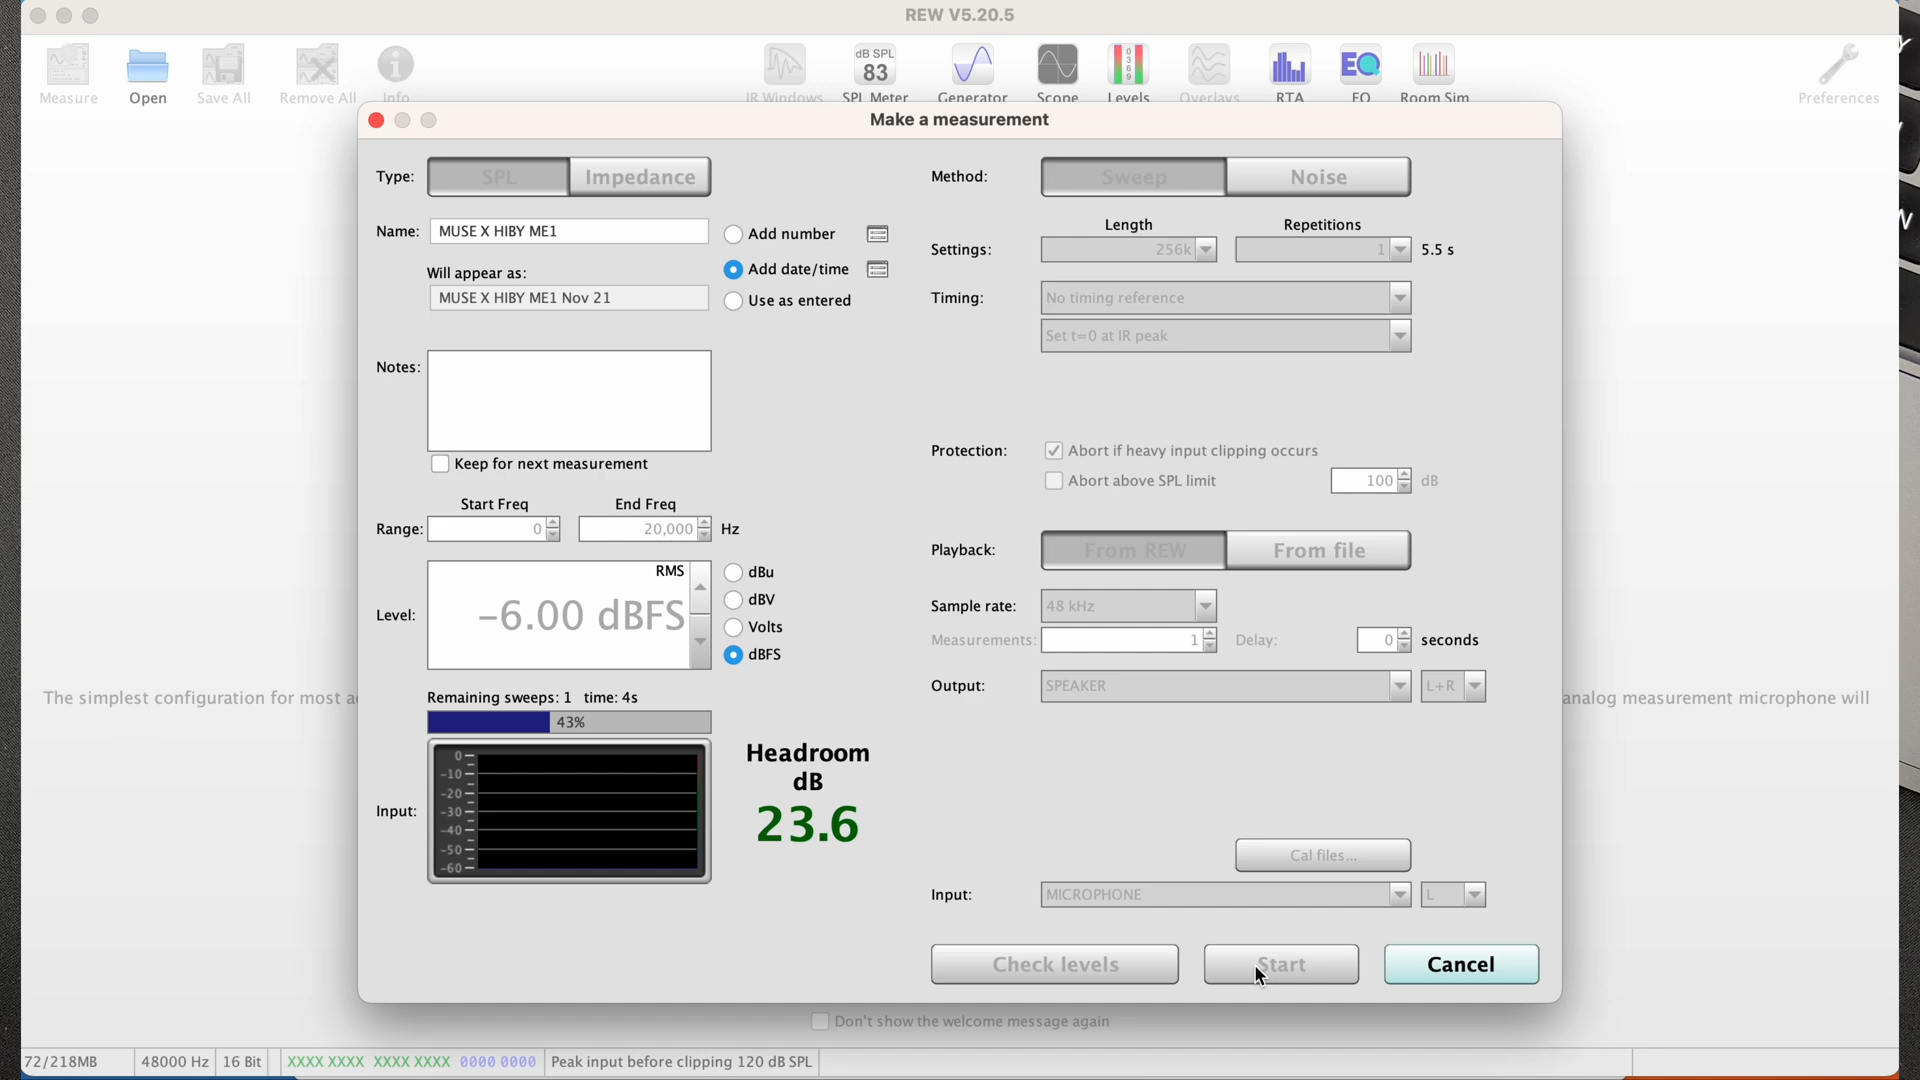 REW V5.20.5
Measure Open Save All Remove All Info IR Windows SPL Meter Generator Scope Levels Overlays RTA EQ Room Sim Preferences
dB SPL
83
Make a measurement
Type: SPL Impedance
Name: MUSE X HIBY ME1
Add number
Will appear as:
MUSE X HIBY ME1 Nov 21
Add date/time
Use as entered
Notes:
Keep for next measurement
Start Freq End Freq
Range: 0 20,000 Hz
RMS
Level: -6.00 dBFS
dBu
dBV
Volts
dBFS
Remaining sweeps: 1 time: 4s
43%
Input:
0
-10
-20
-30
-40
-50
-60
Headroom
dB
23.6
Method: Sweep Noise
Length Repetitions
Settings: 256k 1 5.5 s
Timing: No timing reference
Set t=0 at IR peak
Protection: Abort if heavy input clipping occurs
Abort above SPL limit 100 dB
Playback: From REW From file
Sample rate: 48 kHz
Measurements: 1 Delay: 0 seconds
Output: SPEAKER L+R
Cal files...
Input: MICROPHONE L
Check levels Start Cancel
The simplest configuration for most a
analog measurement microphone will
Don't show the welcome message again
72/218MB 48000 Hz 16 Bit XXXX XXXX XXXX XXXX 0000 0000 Peak input before clipping 120 dB SPL